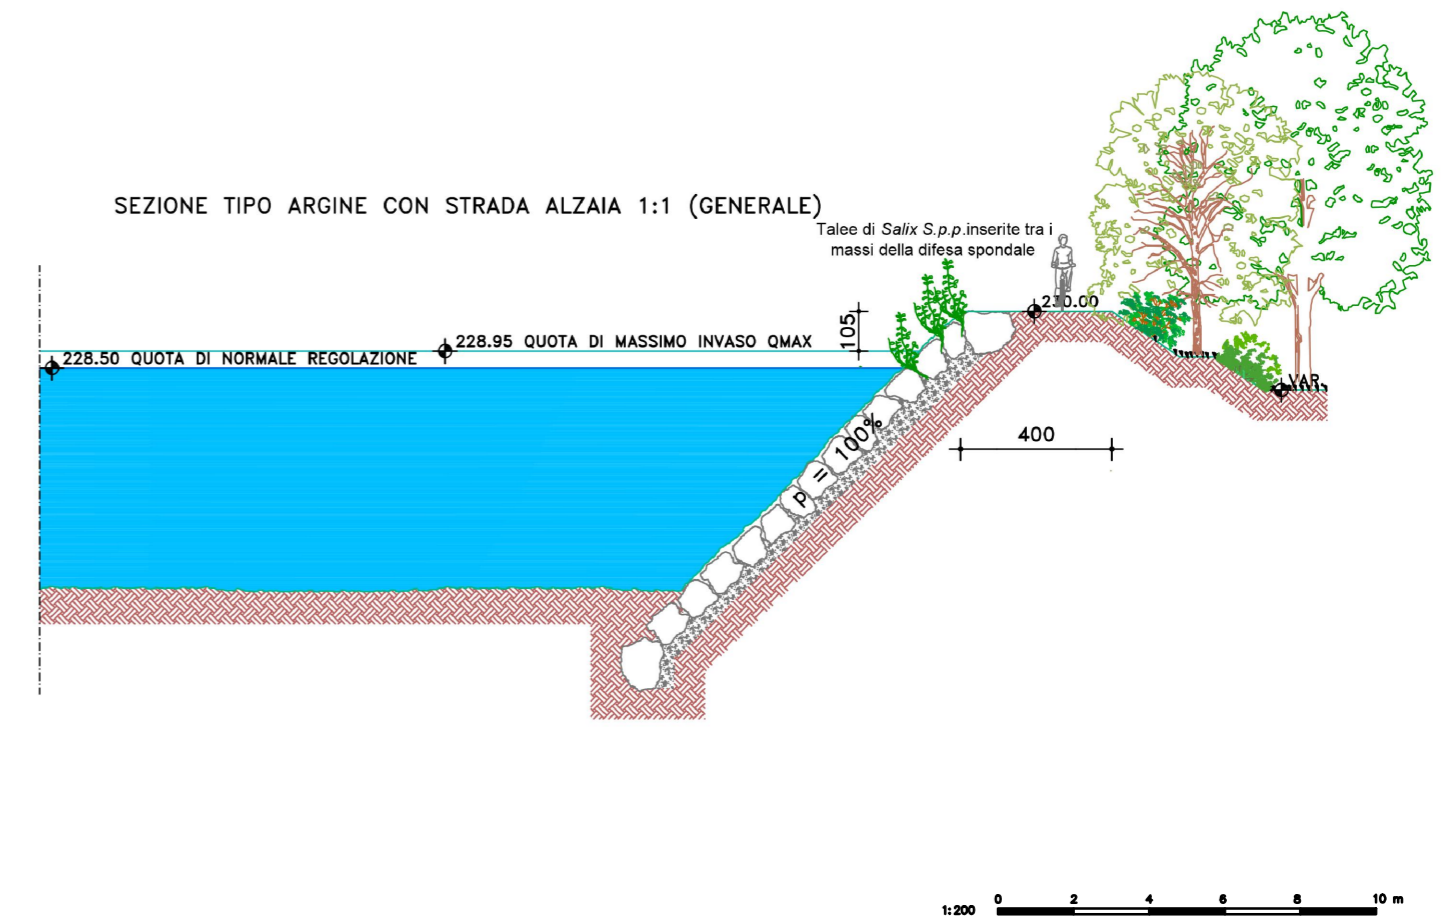 SEZIONE TIPO ARGINE CON STRADA ALZAIA 1:1 (GENERALE)
Talee di Salix S.p.p.inserite tra i
massi della difesa spondale
230.00
105
228.95 QUOTA DI MASSIMO INVASO QMAX
228.50 QUOTA DI NORMALE REGOLAZIONE
VAR.
p = 100%
400
1:200 0 2 4 6 8 10 m